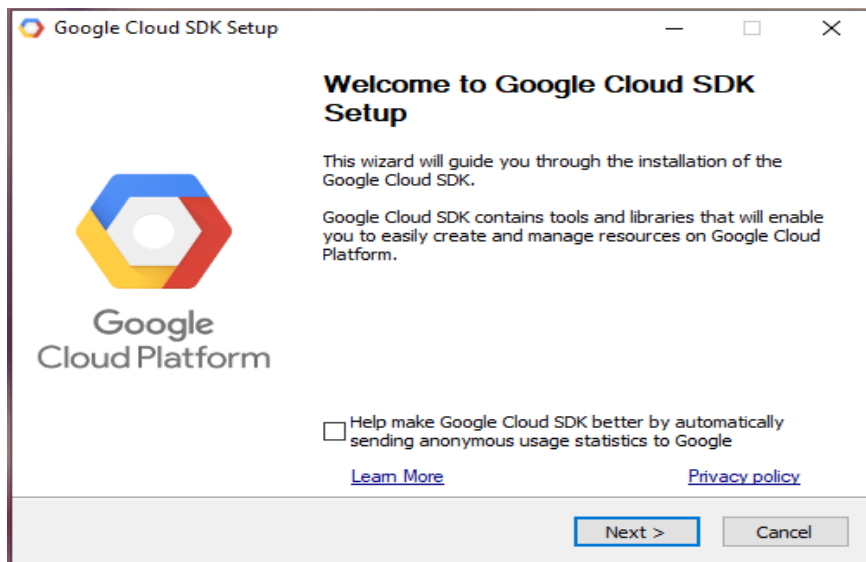 Google Cloud SDK Setup
Welcome to Google Cloud SDK
Setup
This wizard will guide you through the installation of the
Google Cloud SDK.
Google Cloud SDK contains tools and libraries that will enable
you to easily create and manage resources on Google Cloud
Platform.
Google
Cloud Platform
Help make Google Cloud SDK better by automatically
sending anonymous usage statistics to Google
Learn More Privacy policy
Next > Cancel